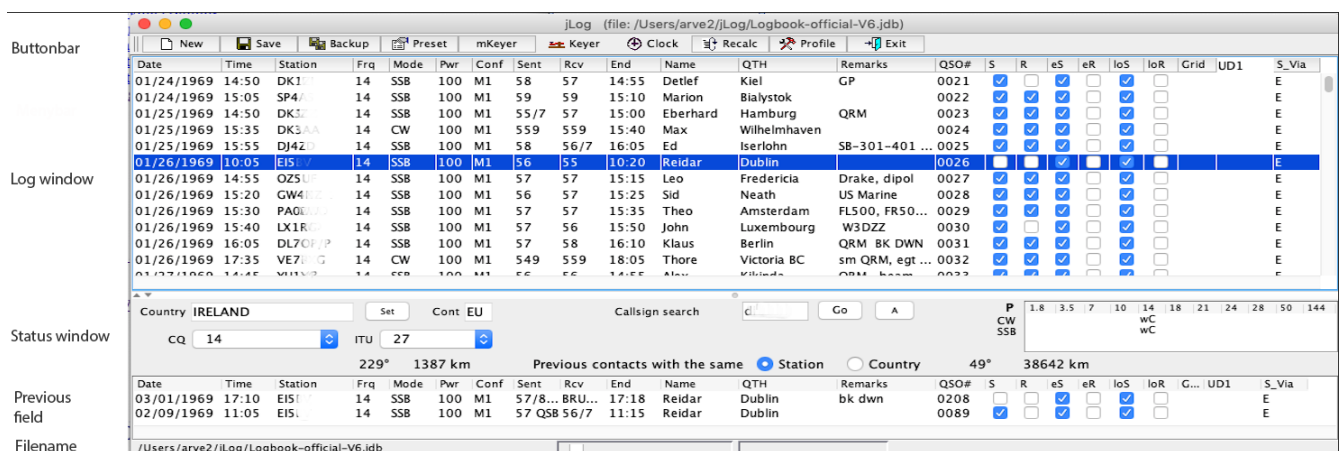 jLog (file: /Users/arve2/jLog/Logbook-official-V6.jdb)
Buttonbar
New Save Backup Preset mKeyer Keyer Clock Recalc Profile Exit
Date Time Station Frq Mode Pwr Conf Sent Rcv End Name QTH Remarks QSO# S R eS eR loS loR Grid UD1 S_Via
01/24/1969 14:50 14 SSB 100 M1 58 57 14:55 Detlef Kiel GP 0021 E
01/24/1969 15:05 14 SSB 100 M1 59 59 15:10 Marion Bialystok 0022 E
01/25/1969 14:50 14 SSB 100 M1 55/7 57 15:00 Eberhard Hamburg QRM 0023 E
01/25/1969 15:35 14 CW 100 M1 559 559 15:40 Max Wilhelmhaven 0024 E
01/25/1969 15:55 14 SSB 100 M1 58 56/7 16:05 Ed Iserlohn SB-301-401 ... 0025 E
01/26/1969 10:05 14 SSB 100 M1 56 55 10:20 Reidar Dublin 0026 E
Log window
01/26/1969 14:55 14 SSB 100 M1 57 57 15:15 Leo Fredericia Drake, dipol 0027 E
01/26/1969 15:20 14 SSB 100 M1 56 57 15:25 Sid Neath US Marine 0028 E
01/26/1969 15:30 14 SSB 100 M1 57 57 15:35 Theo Amsterdam FL500, FR50... 0029 E
01/26/1969 15:40 14 SSB 100 M1 57 56 15:50 John Luxembourg W3DZZ 0030 E
01/26/1969 16:05 14 SSB 100 M1 57 58 16:10 Klaus Berlin QRM BK DWN 0031 E
01/26/1969 17:35 14 CW 100 M1 549 559 18:05 Thore Victoria BC sm QRM, egt ... 0032 E
Country IRELAND Set Cont EU Callsign search Go A P 1.8 3.5 7 10 14 18 21 24 28 50 144
CW wC
SSB wC
Status window
CQ 14 ITU 27
229° 1387 km Previous contacts with the same Station Country 49° 38642 km
Date Time Station Frq Mode Pwr Conf Sent Rcv End Name QTH Remarks QSO# S R eS eR loS loR G... UD1 S_Via
Previous
field
03/01/1969 17:10 14 SSB 100 M1 57/8... BRU... 17:18 Reidar Dublin bk dwn 0208 E
02/09/1969 11:05 14 SSB 100 M1 57 QSB 56/7 11:15 Reidar Dublin 0089 E
Filename
/Users/arve2/jLog/Logbook-official-V6.jdb